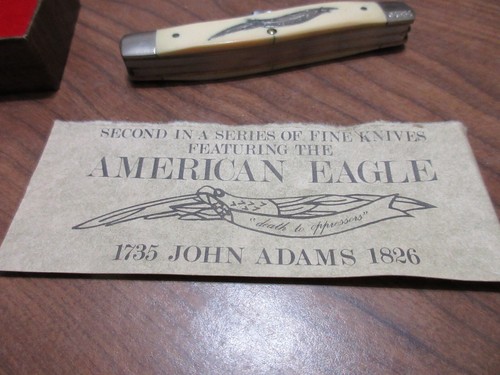 SECOND IN A SERIES OF FINE KNIVES
FEATURING THE
AMERICAN EAGLE
"death to oppressors"
1735 JOHN ADAMS 1826